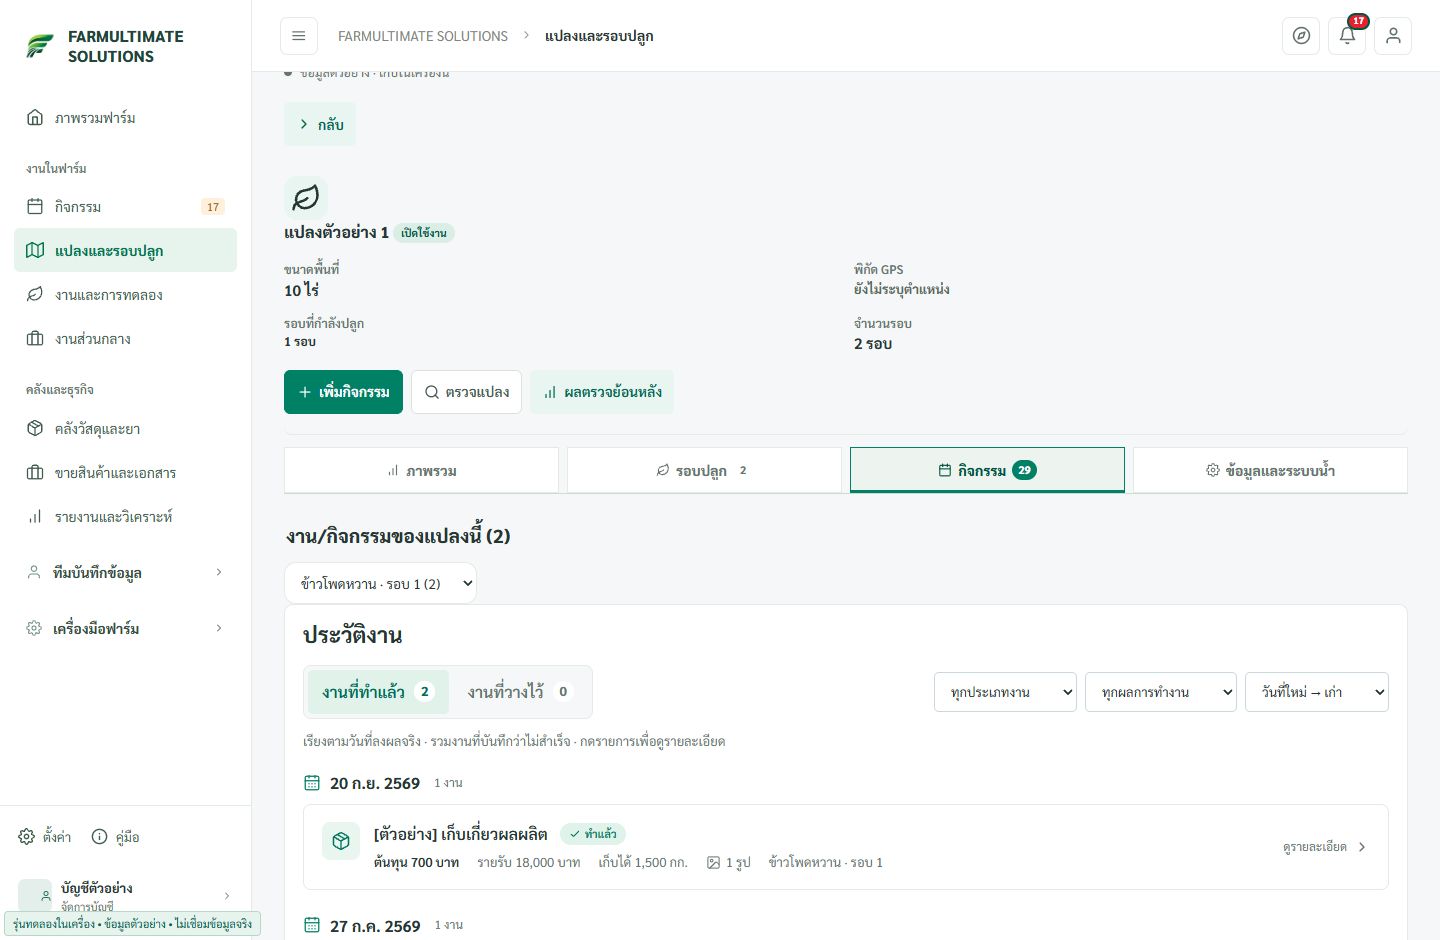 FARMULTIMATE SOLUTIONS
ภาพรวมฟาร์ม
งานในฟาร์ม
กิจกรรม 17
แปลงและรอบปลูก
งานและการทดลอง
งานส่วนกลาง
คลังและธุรกิจ
คลังวัสดุและยา
ขายสินค้าและเอกสาร
รายงานและวิเคราะห์
ทีมบันทึกข้อมูล
เครื่องมือฟาร์ม
ตั้งค่า คู่มือ
บัญชีตัวอย่าง
จัดการบัญชี
รุ่นทดลองในเครื่อง • ข้อมูลตัวอย่าง • ไม่เชื่อมข้อมูลจริง
FARMULTIMATE SOLUTIONS > แปลงและรอบปลูก
17
ข้อมูลตัวอย่าง · เก็บในเครื่องนี้
กลับ
แปลงตัวอย่าง 1 เปิดใช้งาน
ขนาดพื้นที่ พิกัด GPS
10 ไร่ ยังไม่ระบุตำแหน่ง
รอบที่กำลังปลูก จำนวนรอบ
1 รอบ 2 รอบ
เพิ่มกิจกรรม ตรวจแปลง ผลตรวจย้อนหลัง
ภาพรวม รอบปลูก 2 กิจกรรม 29 ข้อมูลและระบบน้ำ
งาน/กิจกรรมของแปลงนี้ (2)
ข้าวโพดหวาน · รอบ 1 (2)
ประวัติงาน
งานที่ทำแล้ว 2 งานที่วางไว้ 0 ทุกประเภทงาน ทุกผลการทำงาน วันที่ใหม่ → เก่า
เรียงตามวันที่ลงผลจริง · รวมงานที่บันทึกว่าไม่สำเร็จ · กดรายการเพื่อดูรายละเอียด
20 ก.ย. 2569 1 งาน
[ตัวอย่าง] เก็บเกี่ยวผลผลิต ทำแล้ว
ต้นทุน 700 บาท รายรับ 18,000 บาท เก็บได้ 1,500 กก. 1 รูป ข้าวโพดหวาน · รอบ 1
ดูรายละเอียด
27 ก.ค. 2569 1 งาน